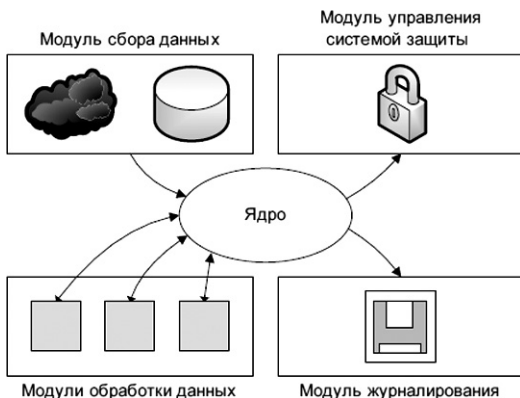 Модуль сбора данных
Модуль управления
системой защиты
Ядро
Модули обработки данных
Модуль журналирования